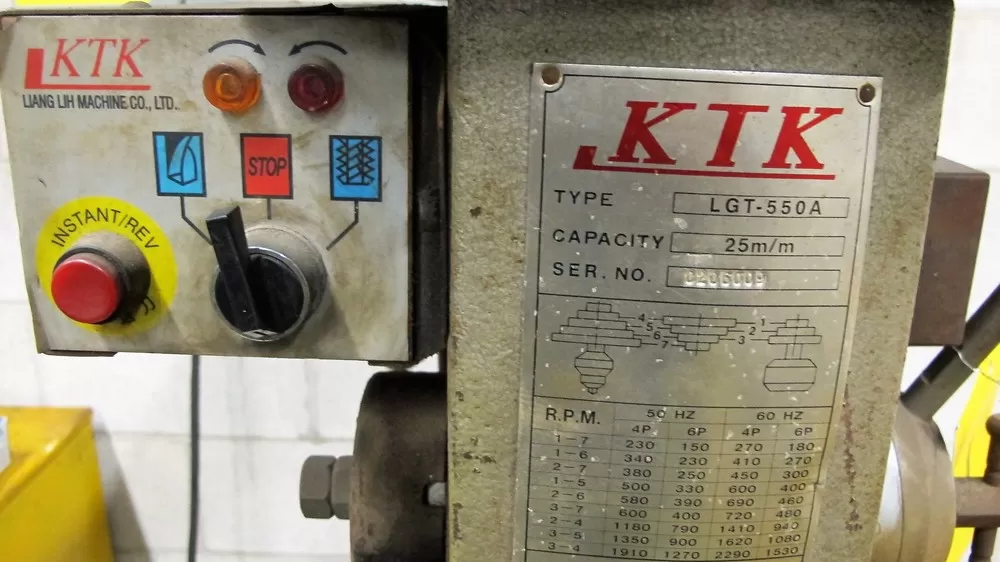 KTK
LIANG LIH MACHINE CO., LTD.
STOP
INSTANT/REV
KTK
TYPE LGT-550A
CAPACITY 25m/m
SER. NO. 0206009
4 1
5 2
6 3
7
R.P.M. 50 HZ 60 HZ
4P 6P 4P 6P
1-7 230 150 270 180
1-6 340 230 410 270
2-7 380 250 450 300
1-5 500 330 600 400
2-6 580 390 690 460
3-7 600 400 720 480
2-4 1180 790 1410 940
3-5 1350 900 1620 1080
3-4 1910 1270 2290 1530